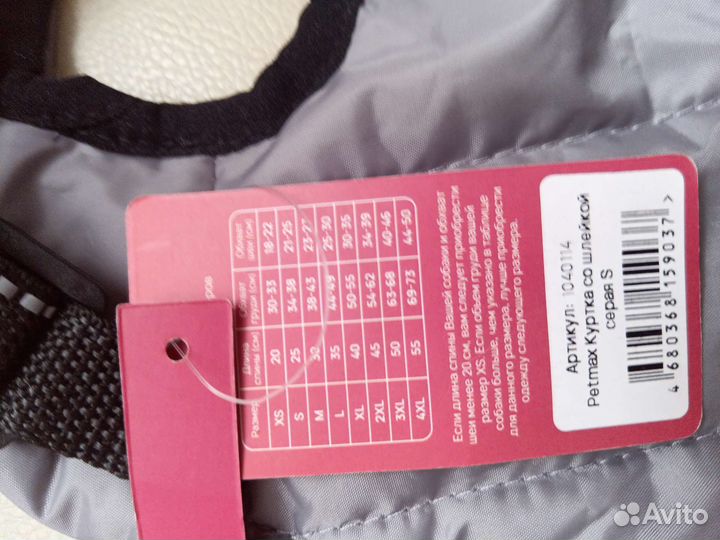 ров
Размер Длина спины (см) Обхват груди (см) Обхват шеи (см)
XS 20 30-33 18-22
S 25 34-38 21-25
M 30 38-43 23-27
L 35 44-49 25-30
XL 40 50-55 30-35
2XL 45 54-62 34-39
3XL 50 63-68 40-46
4XL 55 69-73 44-50
Если длина спины Вашей собаки и обхват
шеи менее 20 см, вам следует приобрести
размер XS. Если объем груди вашей
собаки больше, чем указано в таблице
для данного размера, лучше приобрести
одежду следующего размера.
Артикул: 1040114
Petmax Куртка со шлейкой
серая S
4 680368 159037 >
Avito